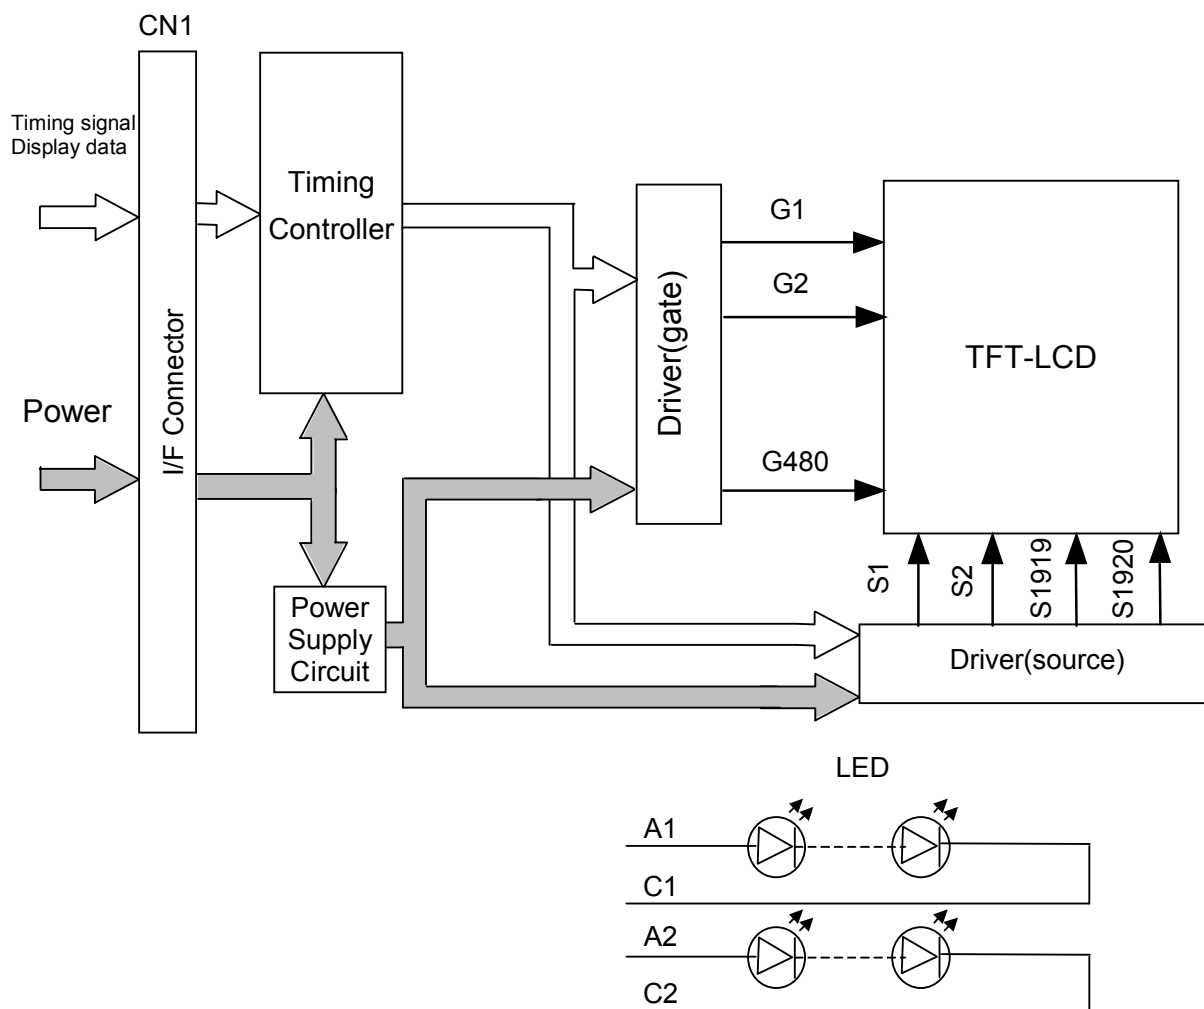 CN1
Timing signal
Display data
Power
I/F Connector
Timing
Controller
Power
Supply
Circuit
Driver(gate)
G1
G2
G480
TFT-LCD
S1
S2
S1919
S1920
Driver(source)
LED
A1
C1
A2
C2